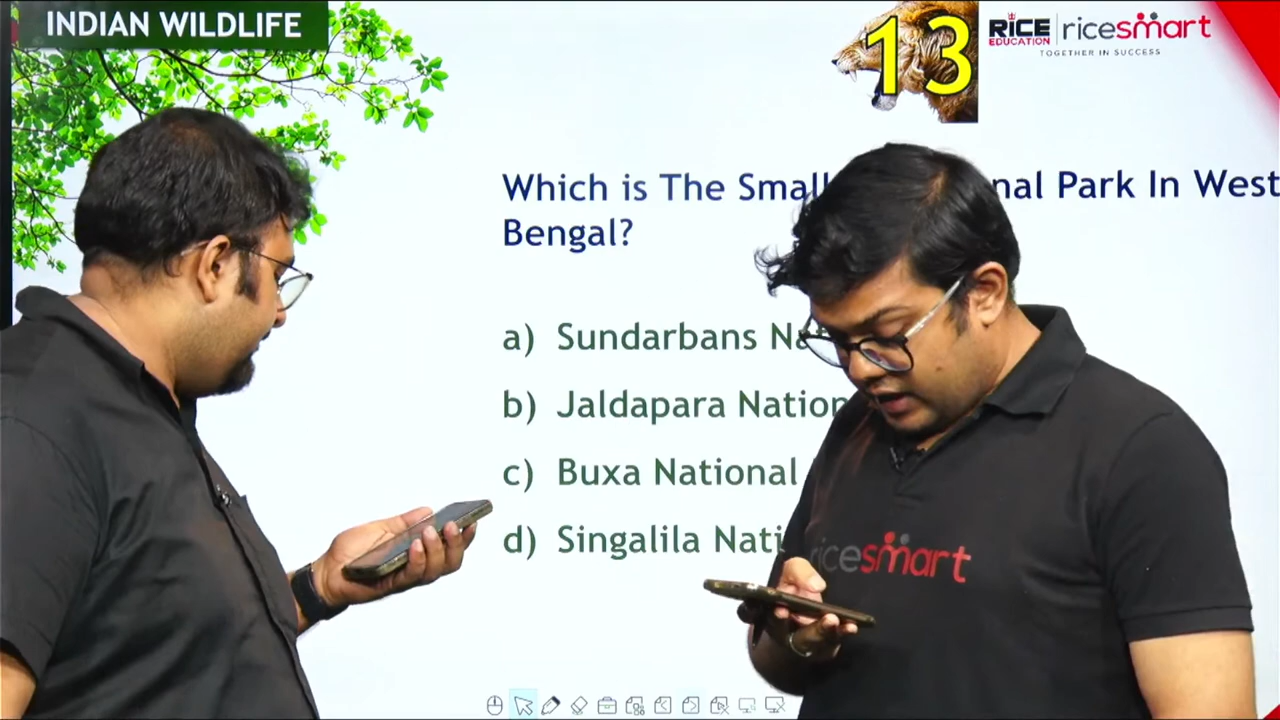 INDIAN WILDLIFE
13
RICE
EDUCATION
ricesmart
TOGETHER IN SUCCESS
Which is The Small nal Park In West
Bengal?
a) Sundarbans Na
b) Jaldapara Nation
c) Buxa National
d) Singalila Nati
ricesmart